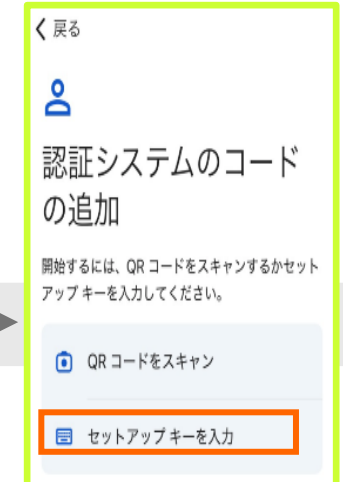 戻る
認証システムのコード
の追加
開始するには、QR コードをスキャンするかセット
アップ キーを入力してください。
QR コードをスキャン
セットアップ キーを入力